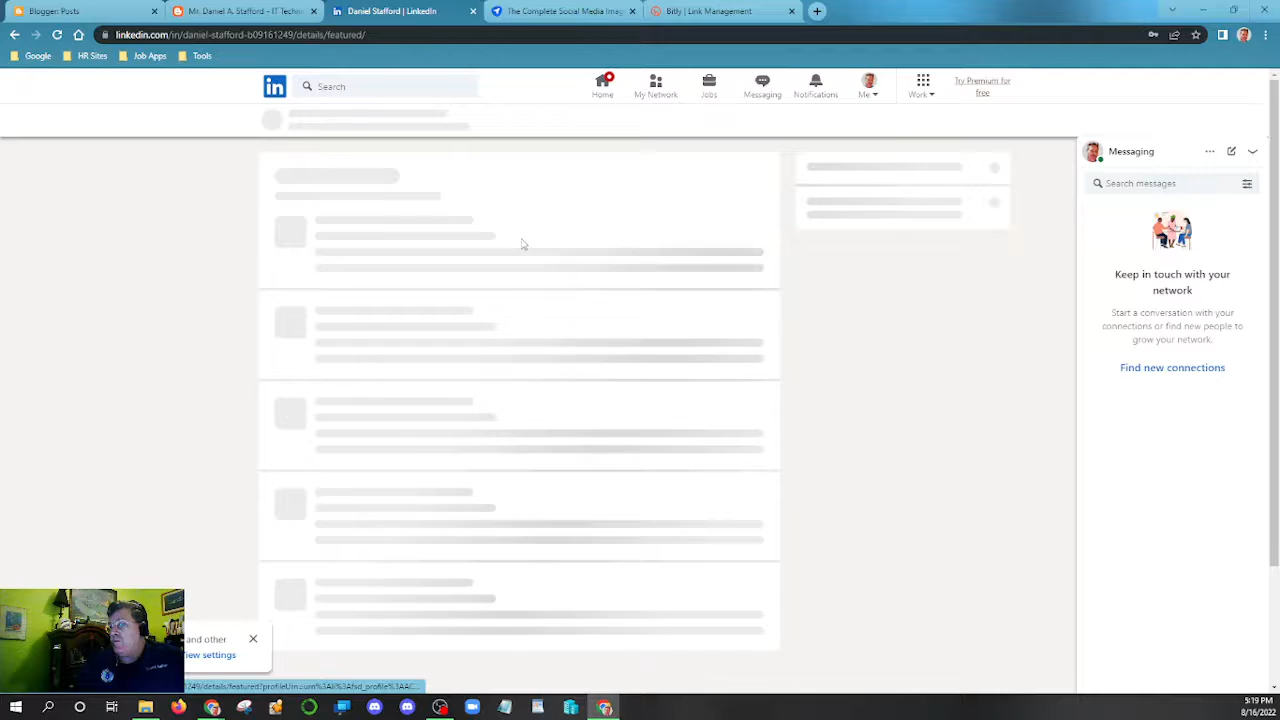 Blogger: Posts
Mr. Daniel A. Stafford - IT Techni
Daniel Stafford | LinkedIn
The Complete Social Media Imag
Bitly | Link Management
linkedin.com/in/daniel-stafford-b09161249/details/featured/
Google
HR Sites
Job Apps
Tools
in
Search
Home
My Network
Jobs
Messaging
Notifications
Me
Work
Try Premium for
free
Messaging
Search messages
Keep in touch with your
network
Start a conversation with your
connections or find new people to
grow your network.
Find new connections
and other
iew settings
5:19 PM
8/16/2022